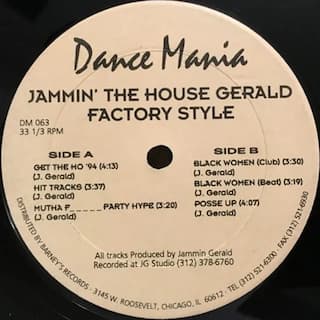 Dance Mania
JAMMIN' THE HOUSE GERALD
FACTORY STYLE
DM 063
33 1/3 RPM
SIDE A
GET THE HO '94 (4:13)
(J. Gerald)
HIT TRACKS (3:37)
(J. Gerald)
MUTHA F______ PARTY HYPE (3:20)
(J. Gerald)
SIDE B
BLACK WOMEN (Club) (3:30)
(J. Gerald)
BLACK WOMEN (Beat) (3:19)
(J. Gerald)
POSSE UP (4:07)
(J. Gerald)
All tracks Produced by Jammin Gerald
Recorded at JG Studio (312) 378-6760
DISTRIBUTED BY BARNEY'S RECORDS - 3145 W. ROOSEVELT, CHICAGO, IL 60612 - TEL (312) 521-6300 - FAX (312) 521-6930